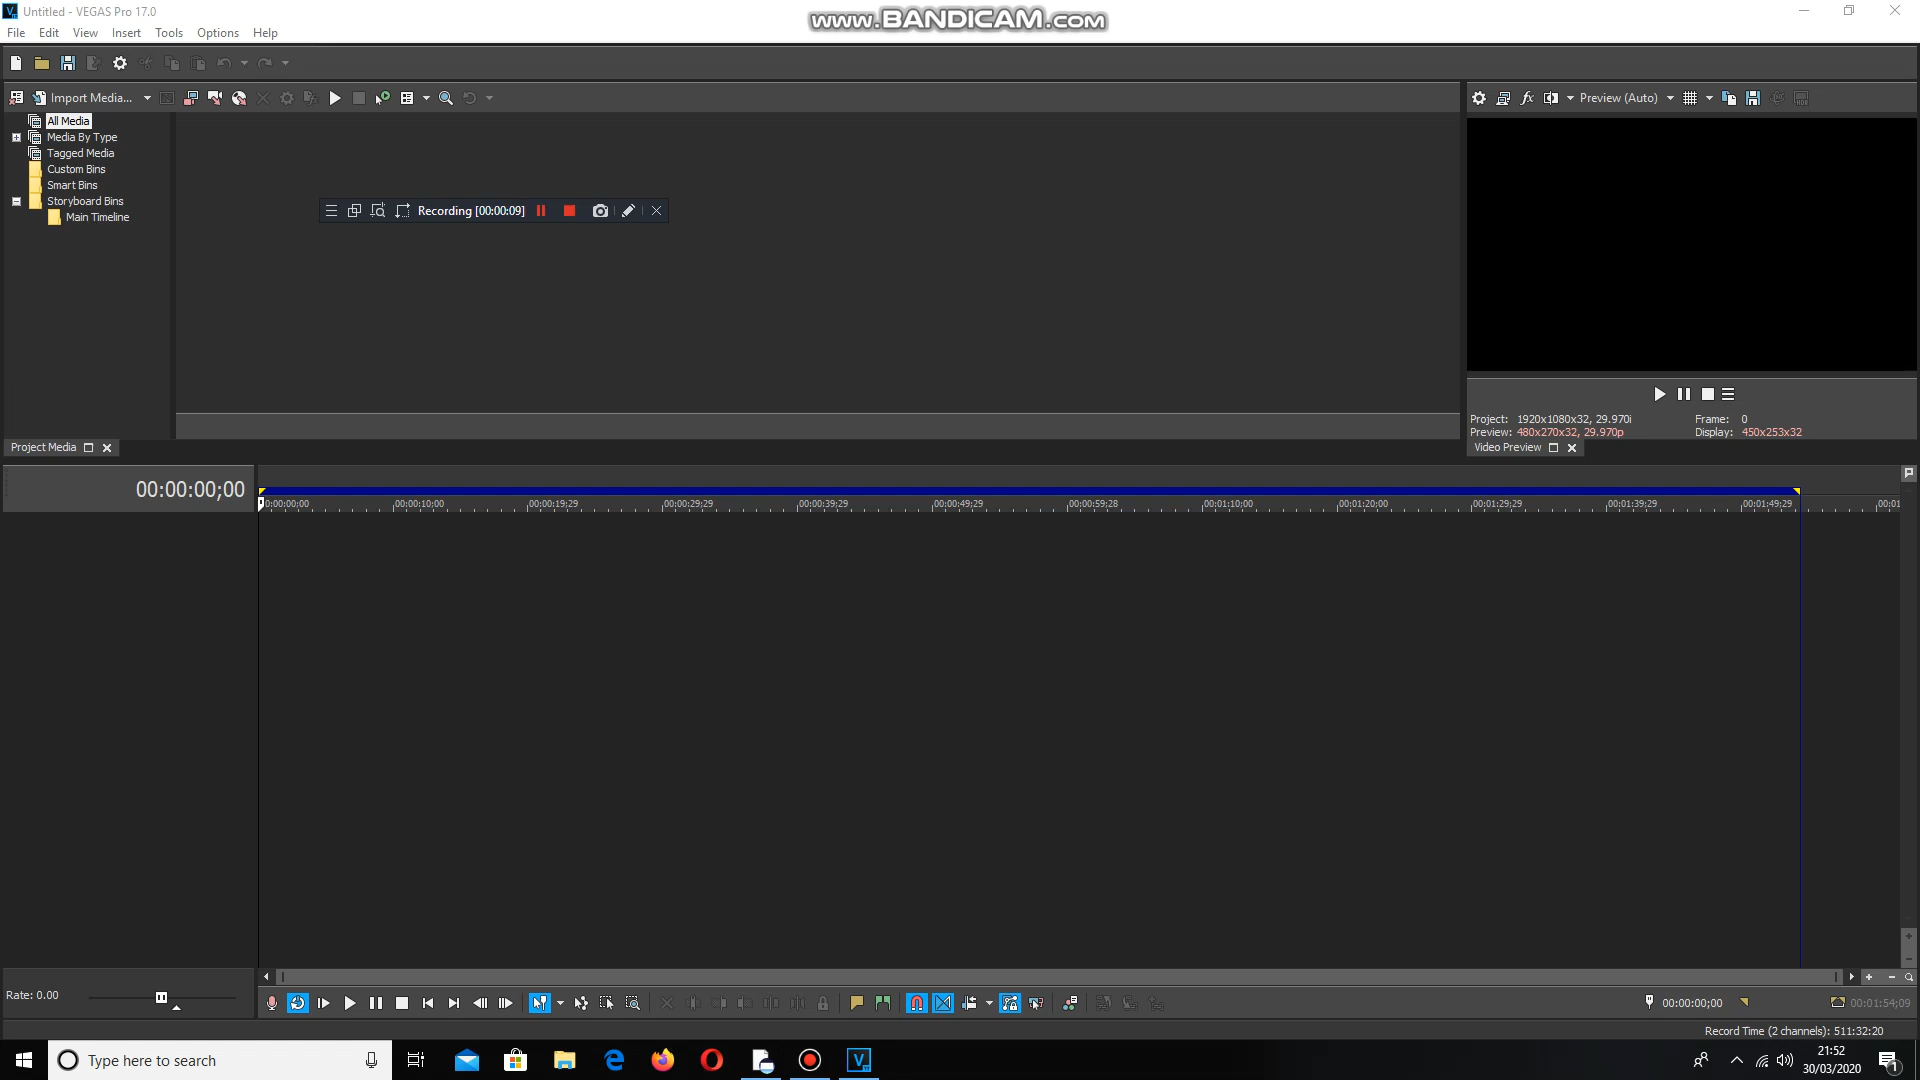 Untitled - VEGAS Pro 17.0
www.BANDICAM.com
File Edit View Insert Tools Options Help
Import Media...
Preview (Auto)
All Media
Media By Type
Tagged Media
Custom Bins
Smart Bins
Storyboard Bins
Main Timeline
Recording [00:00:09]
Project: 1920x1080x32, 29.970i Frame: 0
Preview: 480x270x32, 29.970p Display: 450x253x32
Project Media
Video Preview
00:00:00;00
00:00:00;00 00:00:10;00 00:00:19;29 00:00:29;29 00:00:39;29 00:00:49;29 00:00:59;28 00:01:10;00 00:01:20;00 00:01:29;29 00:01:39;29 00:01:49;29 00:01
Rate: 0.00
00:00:00;00 00:01:54;09
Record Time (2 channels): 511:32:20
Type here to search
21:52
30/03/2020
1